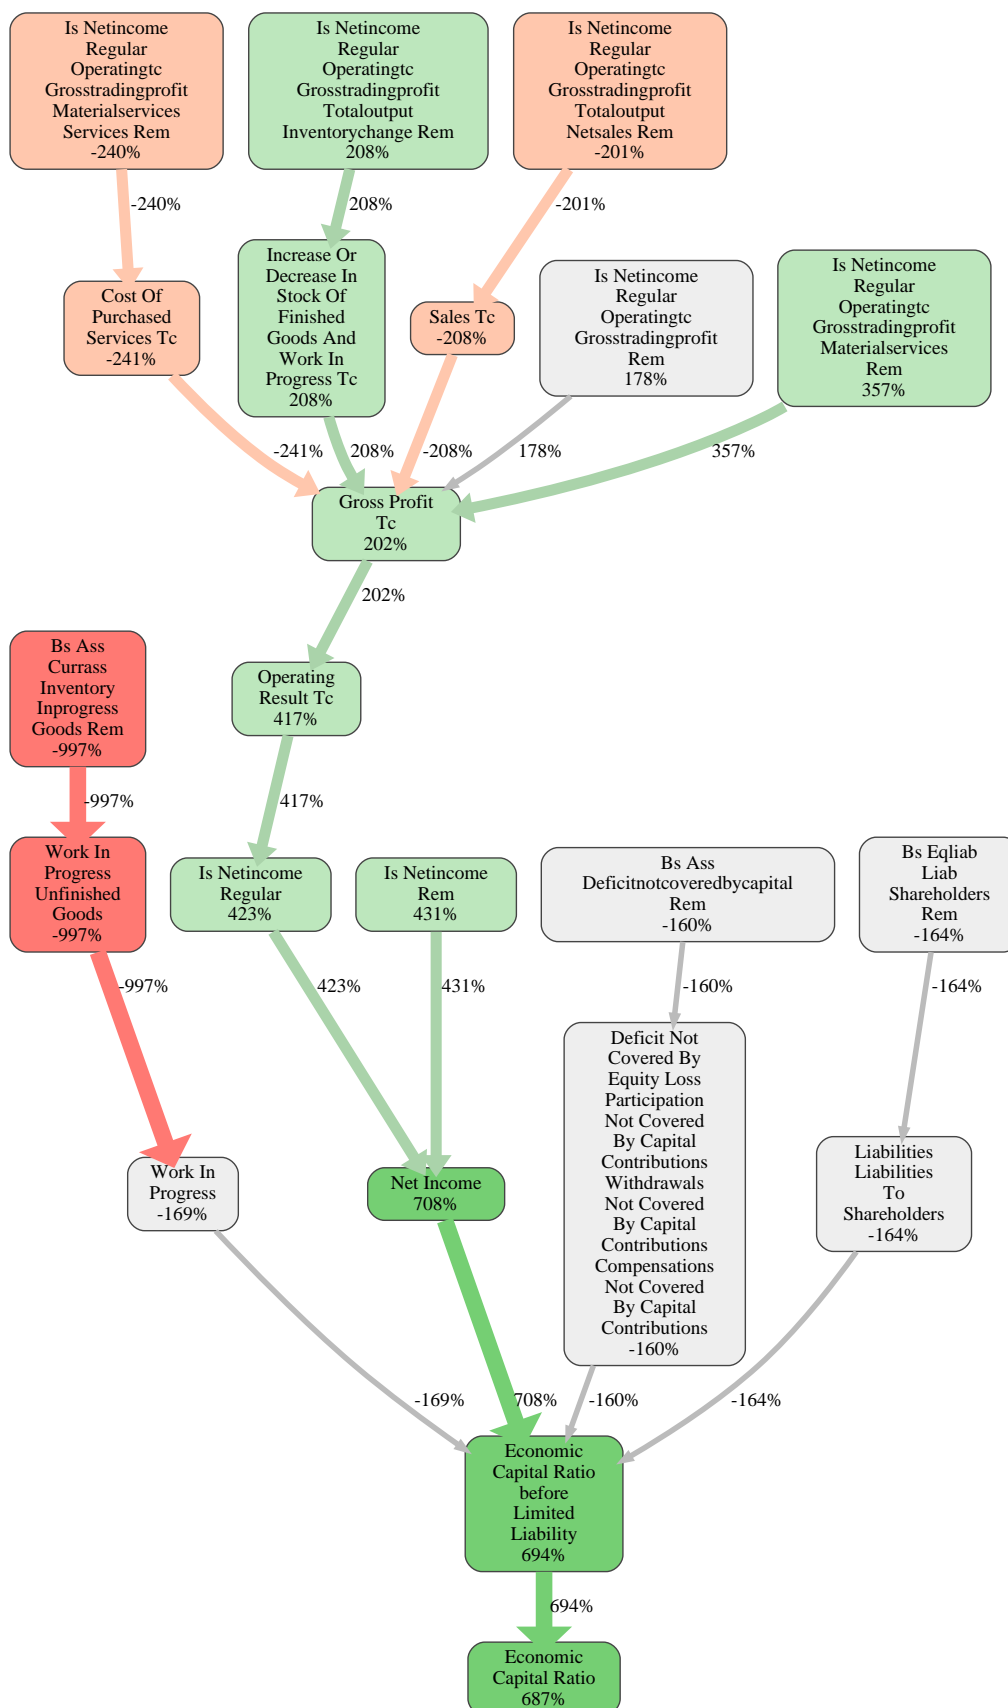 Is Netincome
Regular
Operatingtc
Grosstradingprofit
Materialservices
Services Rem
-240%
Is Netincome
Regular
Operatingtc
Grosstradingprofit
Totaloutput
Inventorychange Rem
208%
Is Netincome
Regular
Operatingtc
Grosstradingprofit
Totaloutput
Netsales Rem
-201%
-240%
208%
-201%
Cost Of
Purchased
Services Tc
-241%
Increase Or
Decrease In
Stock Of
Finished
Goods And
Work In
Progress Tc
208%
Sales Tc
-208%
Is Netincome
Regular
Operatingtc
Grosstradingprofit
Rem
178%
Is Netincome
Regular
Operatingtc
Grosstradingprofit
Materialservices
Rem
357%
-241%
208%
-208%
178%
357%
Gross Profit
Tc
202%
202%
Bs Ass
Currass
Inventory
Inprogress
Goods Rem
-997%
Operating
Result Tc
417%
-997%
417%
Work In
Progress
Unfinished
Goods
-997%
Is Netincome
Regular
423%
Is Netincome
Rem
431%
Bs Ass
Deficitnotcoveredbycapital
Rem
-160%
Bs Eqliab
Liab
Shareholders
Rem
-164%
-997%
423%
431%
-160%
-164%
Deficit Not
Covered By
Equity Loss
Participation
Not Covered
By Capital
Contributions
Withdrawals
Not Covered
By Capital
Contributions
Compensations
Not Covered
By Capital
Contributions
-160%
Work In
Progress
-169%
Net Income
708%
Liabilities
Liabilities
To
Shareholders
-164%
-169%
708%
-160%
-164%
Economic
Capital Ratio
before
Limited
Liability
694%
694%
Economic
Capital Ratio
687%